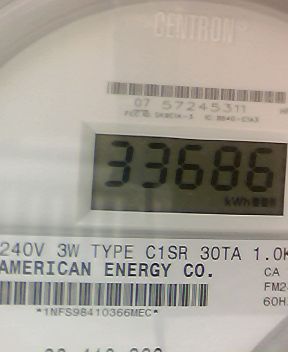 CENTRON
07 57245311
33686
kWh
240V 3W TYPE C1SR 30TA 1.0K
AMERICAN ENERGY CO.
CA
FM2
60H
*1NFS98410366MEC*